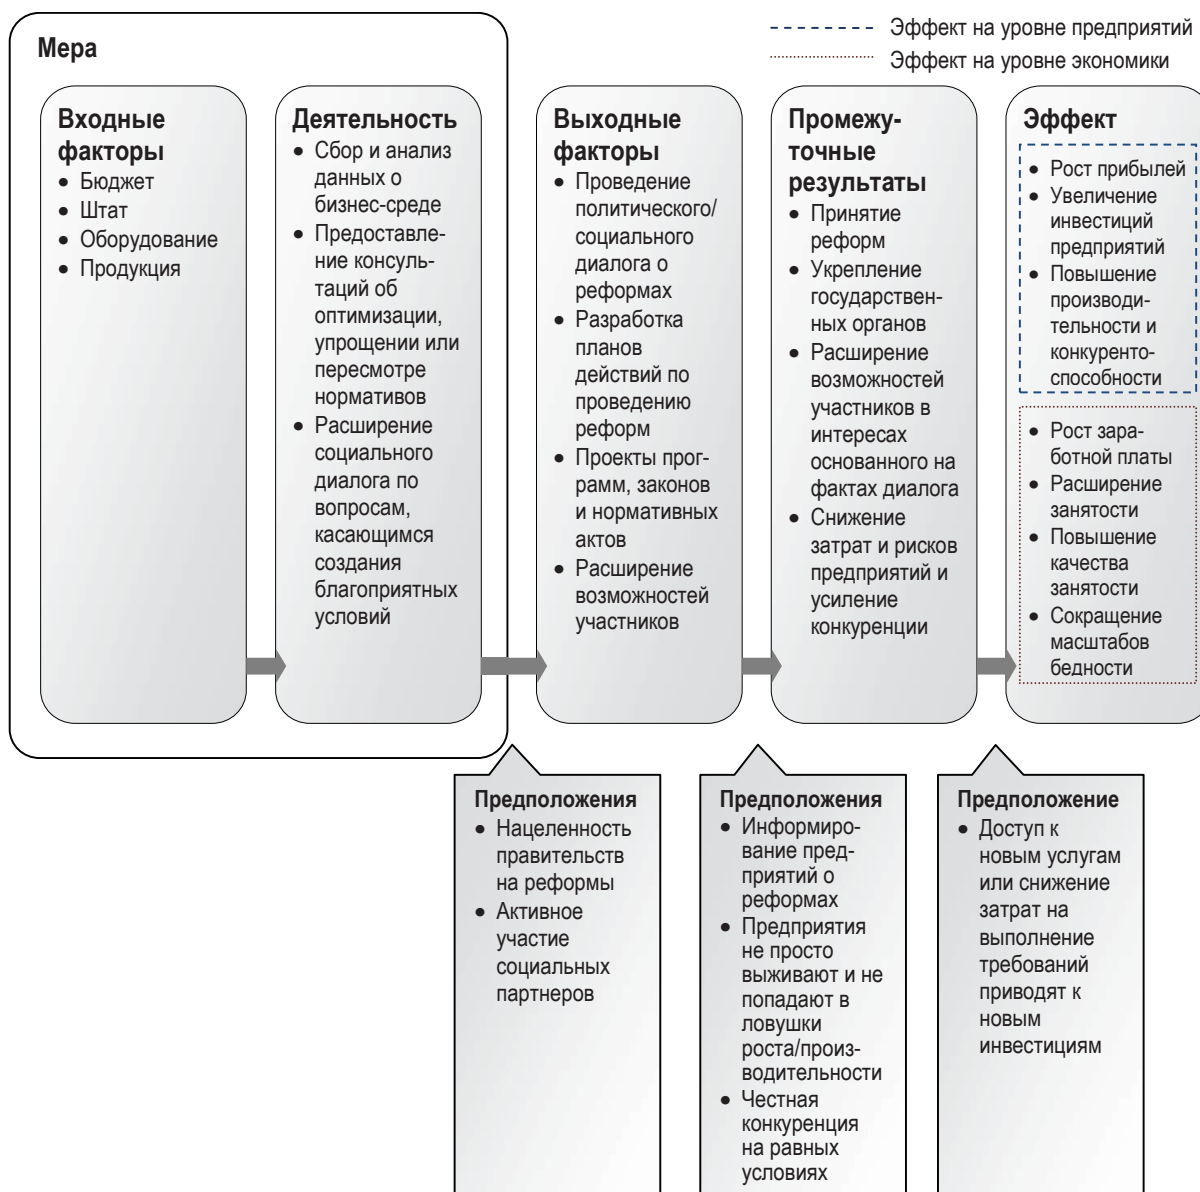 Эффект на уровне предприятий
Эффект на уровне экономики
Мера
Входные
факторы
• Бюджет
• Штат
• Оборудование
• Продукция
Деятельность
• Сбор и анализ
данных о
бизнес-среде
• Предоставле-
ние консуль-
таций об
оптимизации,
упрощении или
пересмотре
нормативов
• Расширение
социального
диалога по
вопросам,
касающимся
создания
благоприятных
условий
Выходные
факторы
• Проведение
политического/
социального
диалога о
реформах
• Разработка
планов
действий по
проведению
реформ
• Проекты прог-
рамм, законов
и нормативных
актов
• Расширение
возможностей
участников
Промежу-
точные
результаты
• Принятие
реформ
• Укрепление
государствен-
ных органов
• Расширение
возможностей
участников в
интересах
основанного на
фактах диалога
• Снижение
затрат и рисков
предприятий и
усиление
конкуренции
Эффект
• Рост прибылей
• Увеличение
инвестиций
предприятий
• Повышение
производи-
тельности и
конкуренто-
способности
• Рост зара-
ботной платы
• Расширение
занятости
• Повышение
качества
занятости
• Сокращение
масштабов
бедности
Предположения
• Нацеленность
правительств
на реформы
• Активное
участие
социальных
партнеров
Предположения
• Информиро-
вание пред-
приятий о
реформах
• Предприятия
не просто
выживают и не
попадают в
ловушки
роста/произ-
водительности
• Честная
конкуренция
на равных
условиях
Предположение
• Доступ к
новым услугам
или снижение
затрат на
выполнение
требований
приводят к
новым
инвестициям